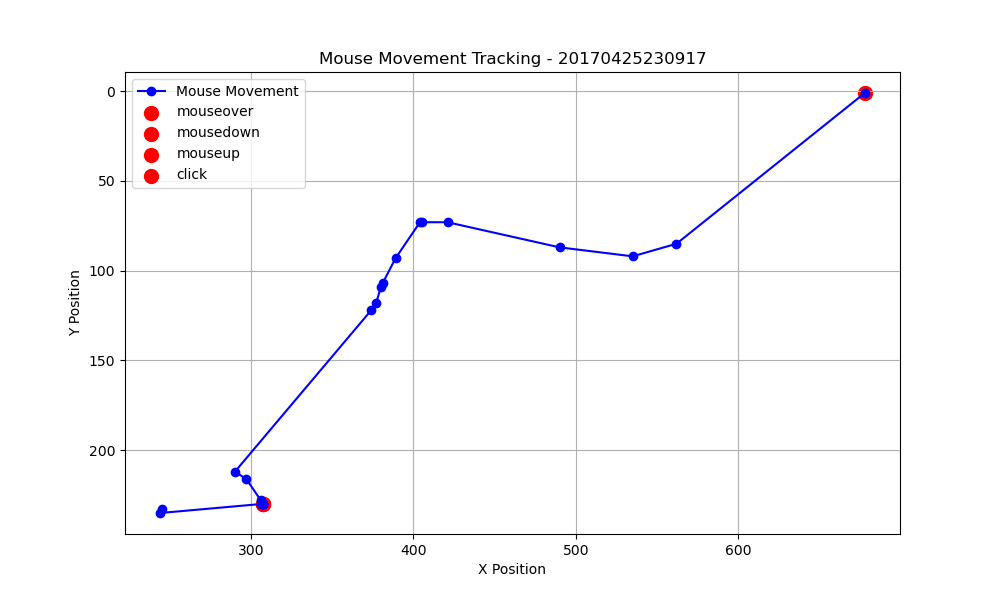 Mouse Movement Tracking - 20170425230917
Mouse Movement
mouseover
mousedown
mouseup
click
0
50
100
150
200
Y Position
300
400
500
600
X Position